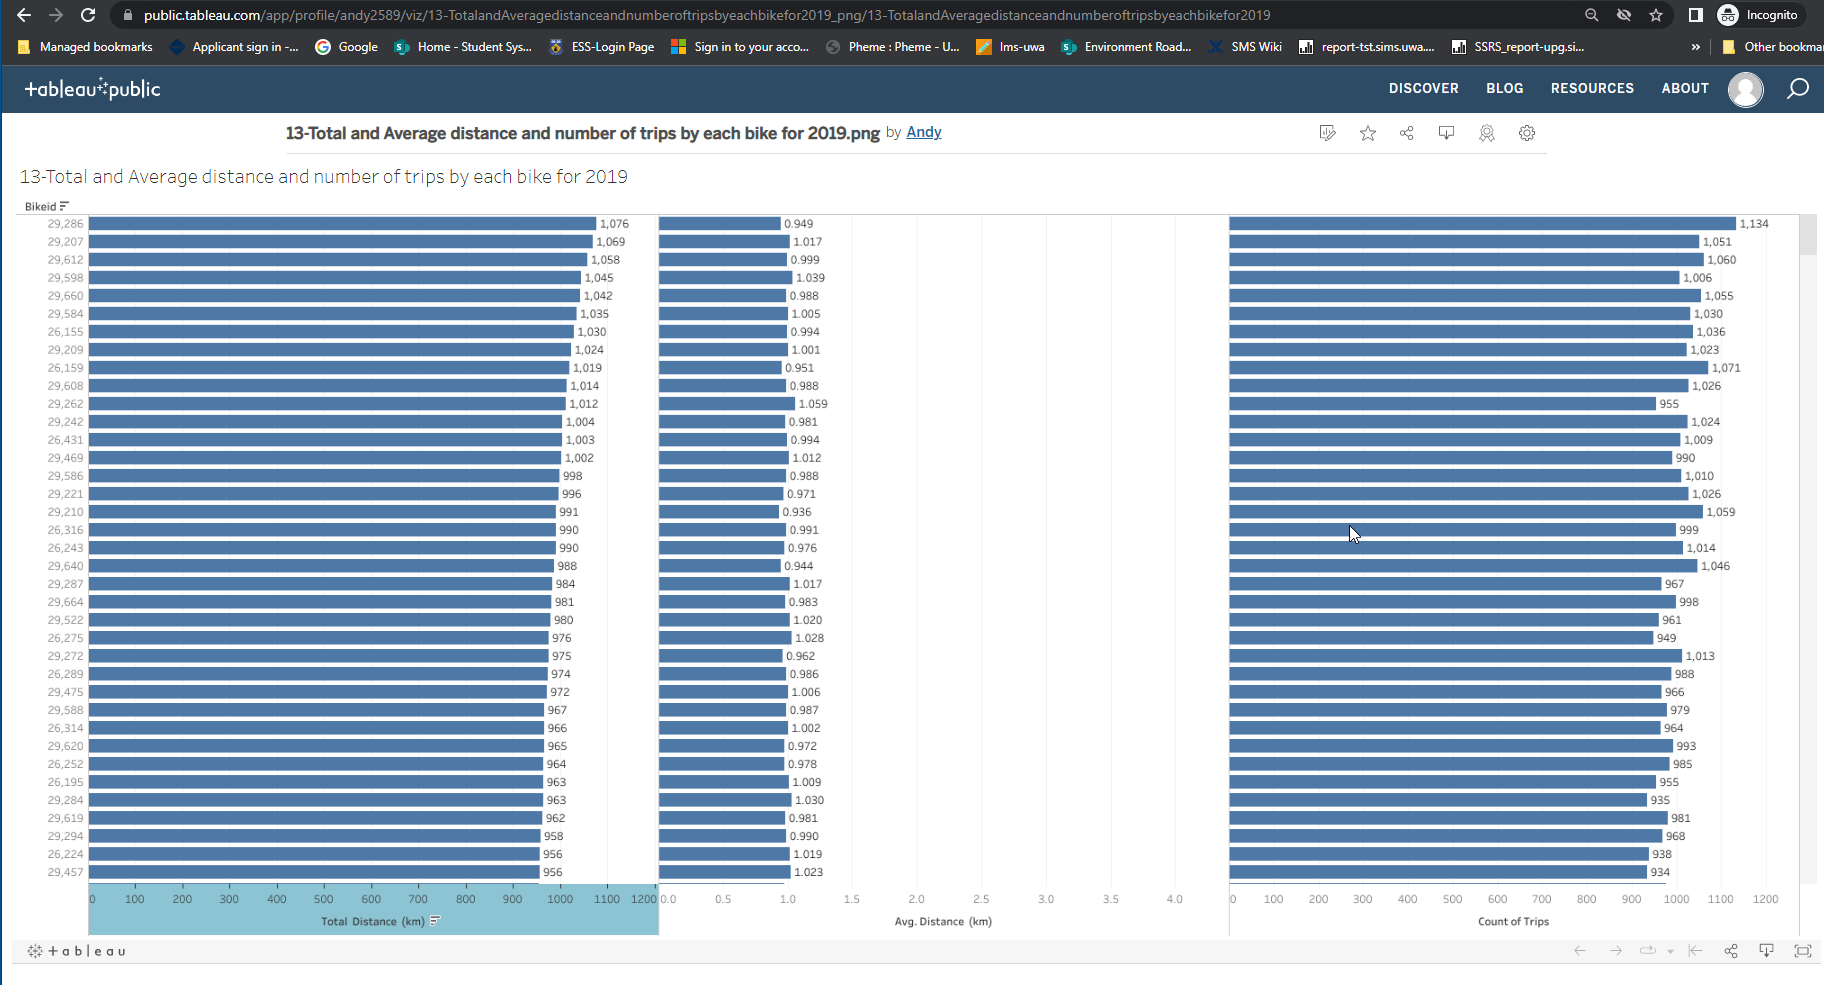 public.tableau.com/app/profile/andy2589/viz/13-TotalandAveragedistanceandnumberoftripsbyeachbikefor2019_png/13-TotalandAveragedistanceandnumberoftripsbyeachbikefor2019 Incognito
Managed bookmarks Applicant sign in -... Google Home - Student Sys... ESS-Login Page Sign in to your acco... Pheme : Pheme - U... lms-uwa Environment Road... SMS Wiki report-tst.sims.uwa.... SSRS_report-upg.si... » Other bookma
+ableau public DISCOVER BLOG RESOURCES ABOUT
13-Total and Average distance and number of trips by each bike for 2019.png by Andy
13-Total and Average distance and number of trips by each bike for 2019
Bikeid
29,286 1,076 0.949 1,134
29,207 1,069 1.017 1,051
29,612 1,058 0.999 1,060
29,598 1,045 1.039 1,006
29,660 1,042 0.988 1,055
29,584 1,035 1.005 1,030
26,155 1,030 0.994 1,036
29,209 1,024 1.001 1,023
26,159 1,019 0.951 1,071
29,608 1,014 0.988 1,026
29,262 1,012 1.059 955
29,242 1,004 0.981 1,024
26,431 1,003 0.994 1,009
29,469 1,002 1.012 990
29,586 998 0.988 1,010
29,221 996 0.971 1,026
29,210 991 0.936 1,059
26,316 990 0.991 999
26,243 990 0.976 1,014
29,640 988 0.944 1,046
29,287 984 1.017 967
29,664 981 0.983 998
29,522 980 1.020 961
26,275 976 1.028 949
29,272 975 0.962 1,013
26,289 974 0.986 988
29,475 972 1.006 966
29,588 967 0.987 979
26,314 966 1.002 964
29,620 965 0.972 993
26,252 964 0.978 985
26,195 963 1.009 955
29,284 963 1.030 935
29,619 962 0.981 981
29,294 958 0.990 968
26,224 956 1.019 938
29,457 956 1.023 934
0 100 200 300 400 500 600 700 800 900 1000 1100 1200 0.0 0.5 1.0 1.5 2.0 2.5 3.0 3.5 4.0 0 100 200 300 400 500 600 700 800 900 1000 1100 1200
Total Distance (km) Avg. Distance (km) Count of Trips
+ableau